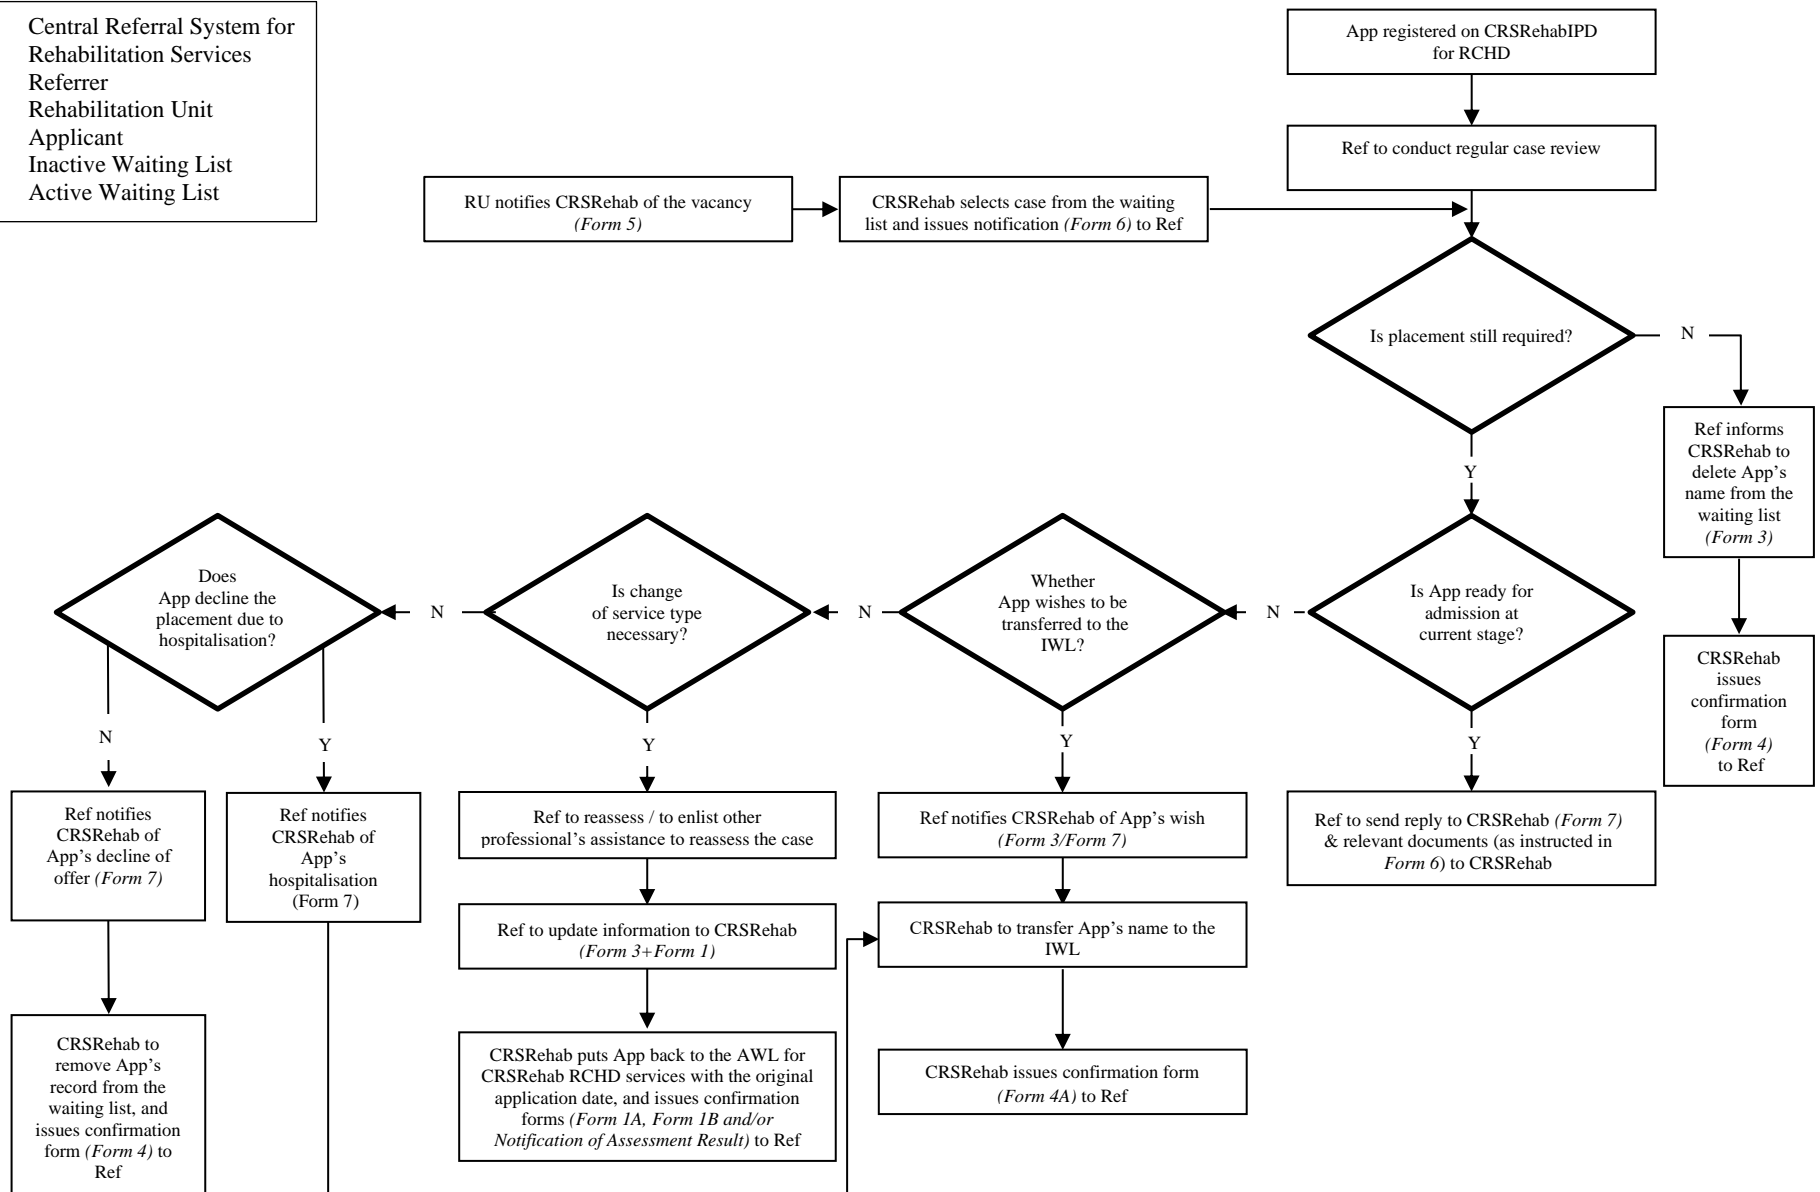 Central Referral System for
Rehabilitation Services
Referrer
Rehabilitation Unit
Applicant
Inactive Waiting List
Active Waiting List
App registered on CRSRehabIPD
for RCHD
Ref to conduct regular case review
RU notifies CRSRehab of the vacancy
(Form 5)
CRSRehab selects case from the waiting
list and issues notification (Form 6) to Ref
Is placement still required?
N
Ref informs
CRSRehab to
delete App's
name from the
waiting list
(Form 3)
CRSRehab
issues
confirmation
form
(Form 4)
to Ref
Y
Is App ready for
admission at
current stage?
N
Whether
App wishes to be
transferred to the
IWL?
N
Is change
of service type
necessary?
N
Does
App decline the
placement due to
hospitalisation?
N
Y
Y
Y
Y
Ref notifies
CRSRehab of
App's decline of
offer (Form 7)
Ref notifies
CRSRehab of
App's
hospitalisation
(Form 7)
Ref to reassess / to enlist other
professional's assistance to reassess the case
Ref notifies CRSRehab of App's wish
(Form 3/Form 7)
Ref to send reply to CRSRehab (Form 7)
& relevant documents (as instructed in
Form 6) to CRSRehab
Ref to update information to CRSRehab
(Form 3+Form 1)
CRSRehab to transfer App's name to the
IWL
CRSRehab to
remove App's
record from the
waiting list, and
issues confirmation
form (Form 4) to
Ref
CRSRehab puts App back to the AWL for
CRSRehab RCHD services with the original
application date, and issues confirmation
forms (Form 1A, Form 1B and/or
Notification of Assessment Result) to Ref
CRSRehab issues confirmation form
(Form 4A) to Ref